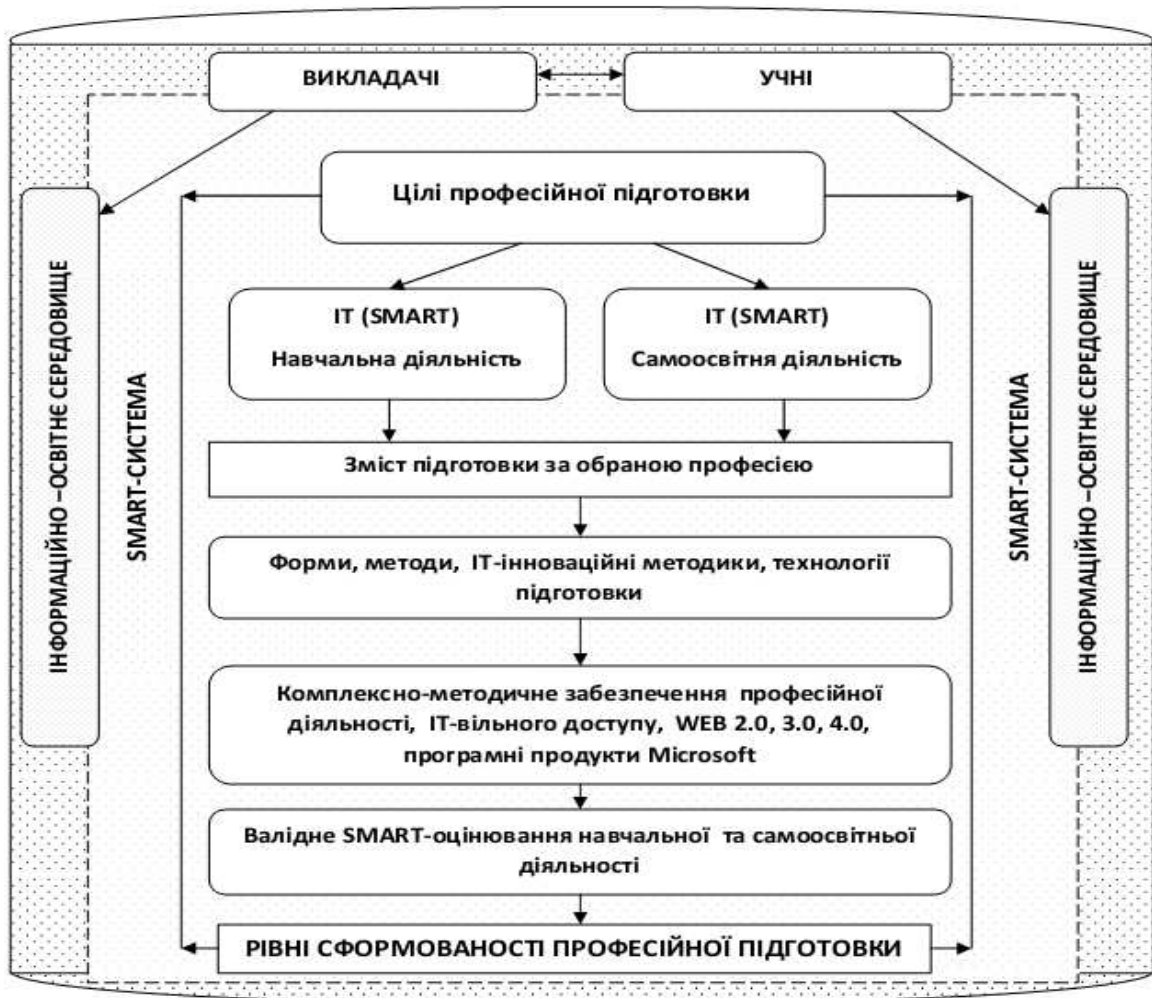 ВИКЛАДАЧІ
УЧНІ
Цілі професійної підготовки
ІНФОРМАЦІЙНО –ОСВІТНЄ СЕРЕДОВИЩЕ
SMART-СИСТЕМА
IT (SMART)
Навчальна діяльність
IT (SMART)
Самоосвітня діяльність
SMART-СИСТЕМА
ІНФОРМАЦІЙНО –ОСВІТНЄ СЕРЕДОВИЩЕ
Зміст підготовки за обраною професією
Форми, методи, ІТ-інноваційні методики, технології
підготовки
Комплексно-методичне забезпечення професійної
діяльності, ІТ-вільного доступу, WEB 2.0, 3.0, 4.0,
програмні продукти Microsoft
Валідне SMART-оцінювання навчальної та самоосвітньої
діяльності
РІВНІ СФОРМОВАНОСТІ ПРОФЕСІЙНОЇ ПІДГОТОВКИ